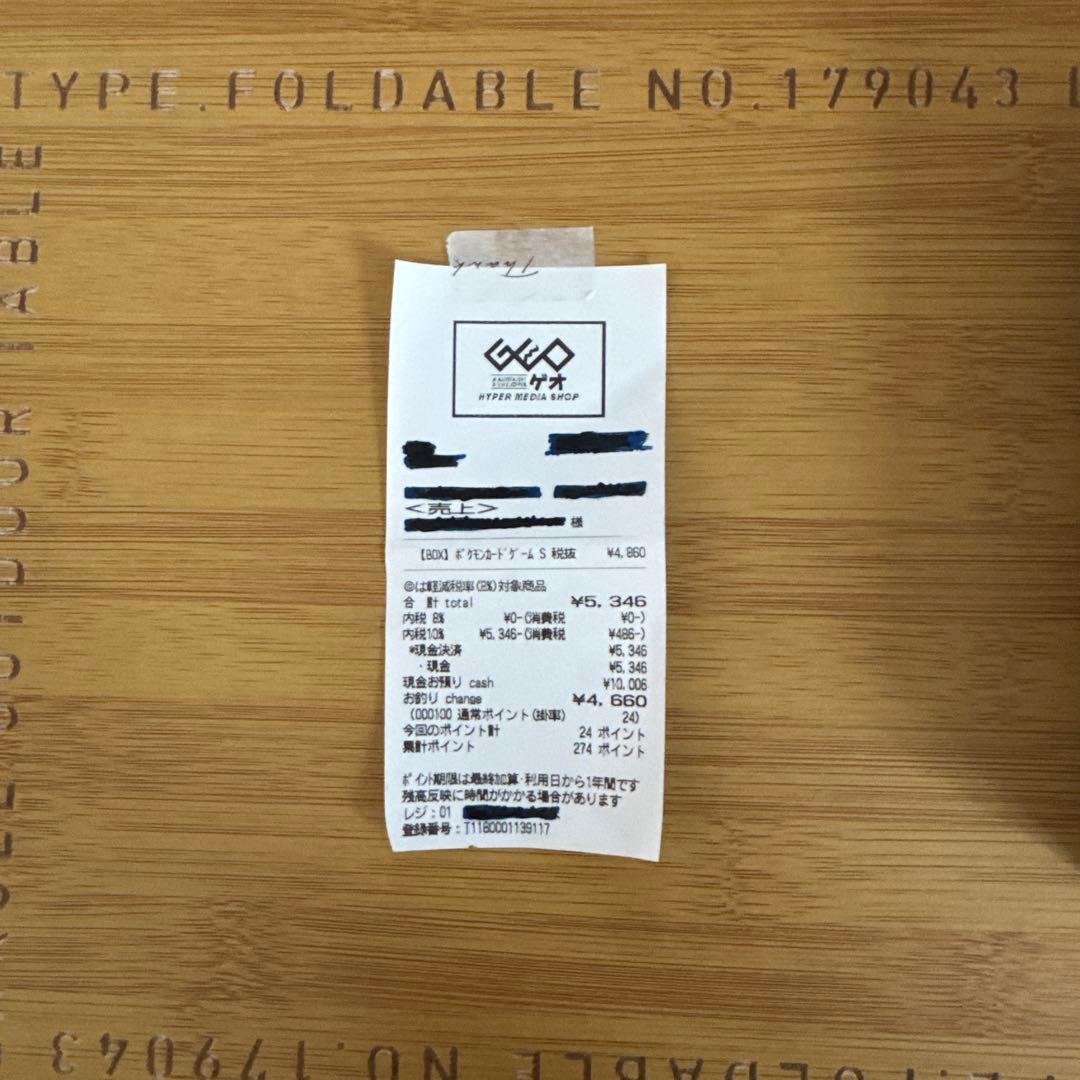 TYPE.FOLDABLE NO.179043 L
Thank
GEO
ゲオ
HYPER MEDIA SHOP
<売上>
様
【BOX】ポケモンカードゲーム S 税抜 ¥4,860
◎は軽減税率(8%)対象商品
合 計 total ¥5,346
内税 8% ¥0-(消費税 ¥0-)
内税10% ¥5,346-(消費税 ¥486-)
*現金決済 ¥5,346
・現金 ¥5,346
現金お預り cash ¥10,006
お釣り change ¥4,660
(000100 通常ポイント(掛率) 24)
今回のポイント計 24 ポイント
累計ポイント 274 ポイント
ポイント期限は最終加算・利用日から1年間です
残高反映に時間がかかる場合があります
レジ:01
登録番号:T1180001139117
OUTDOOR TABLE
E.FOLDABLE NO.179043